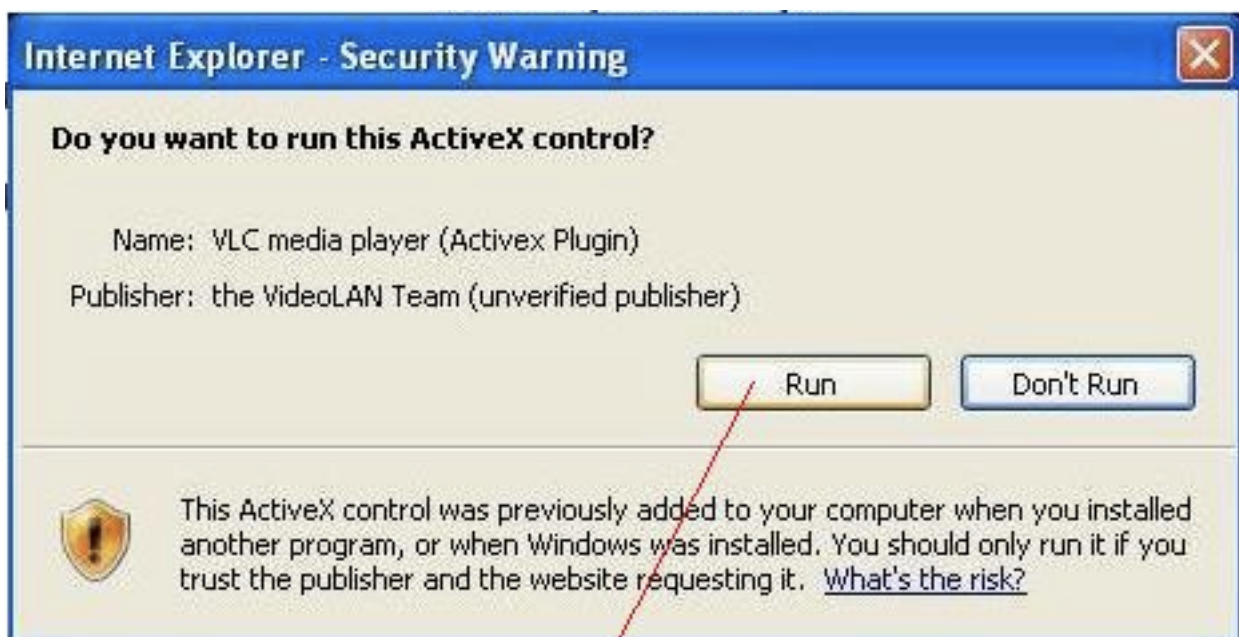 Internet Explorer - Security Warning
Do you want to run this ActiveX control?
Name: VLC media player (Activex Plugin)
Publisher: the VideoLAN Team (unverified publisher)
Run Don't Run
This ActiveX control was previously added to your computer when you installed
another program, or when Windows was installed. You should only run it if you
trust the publisher and the website requesting it. What's the risk?